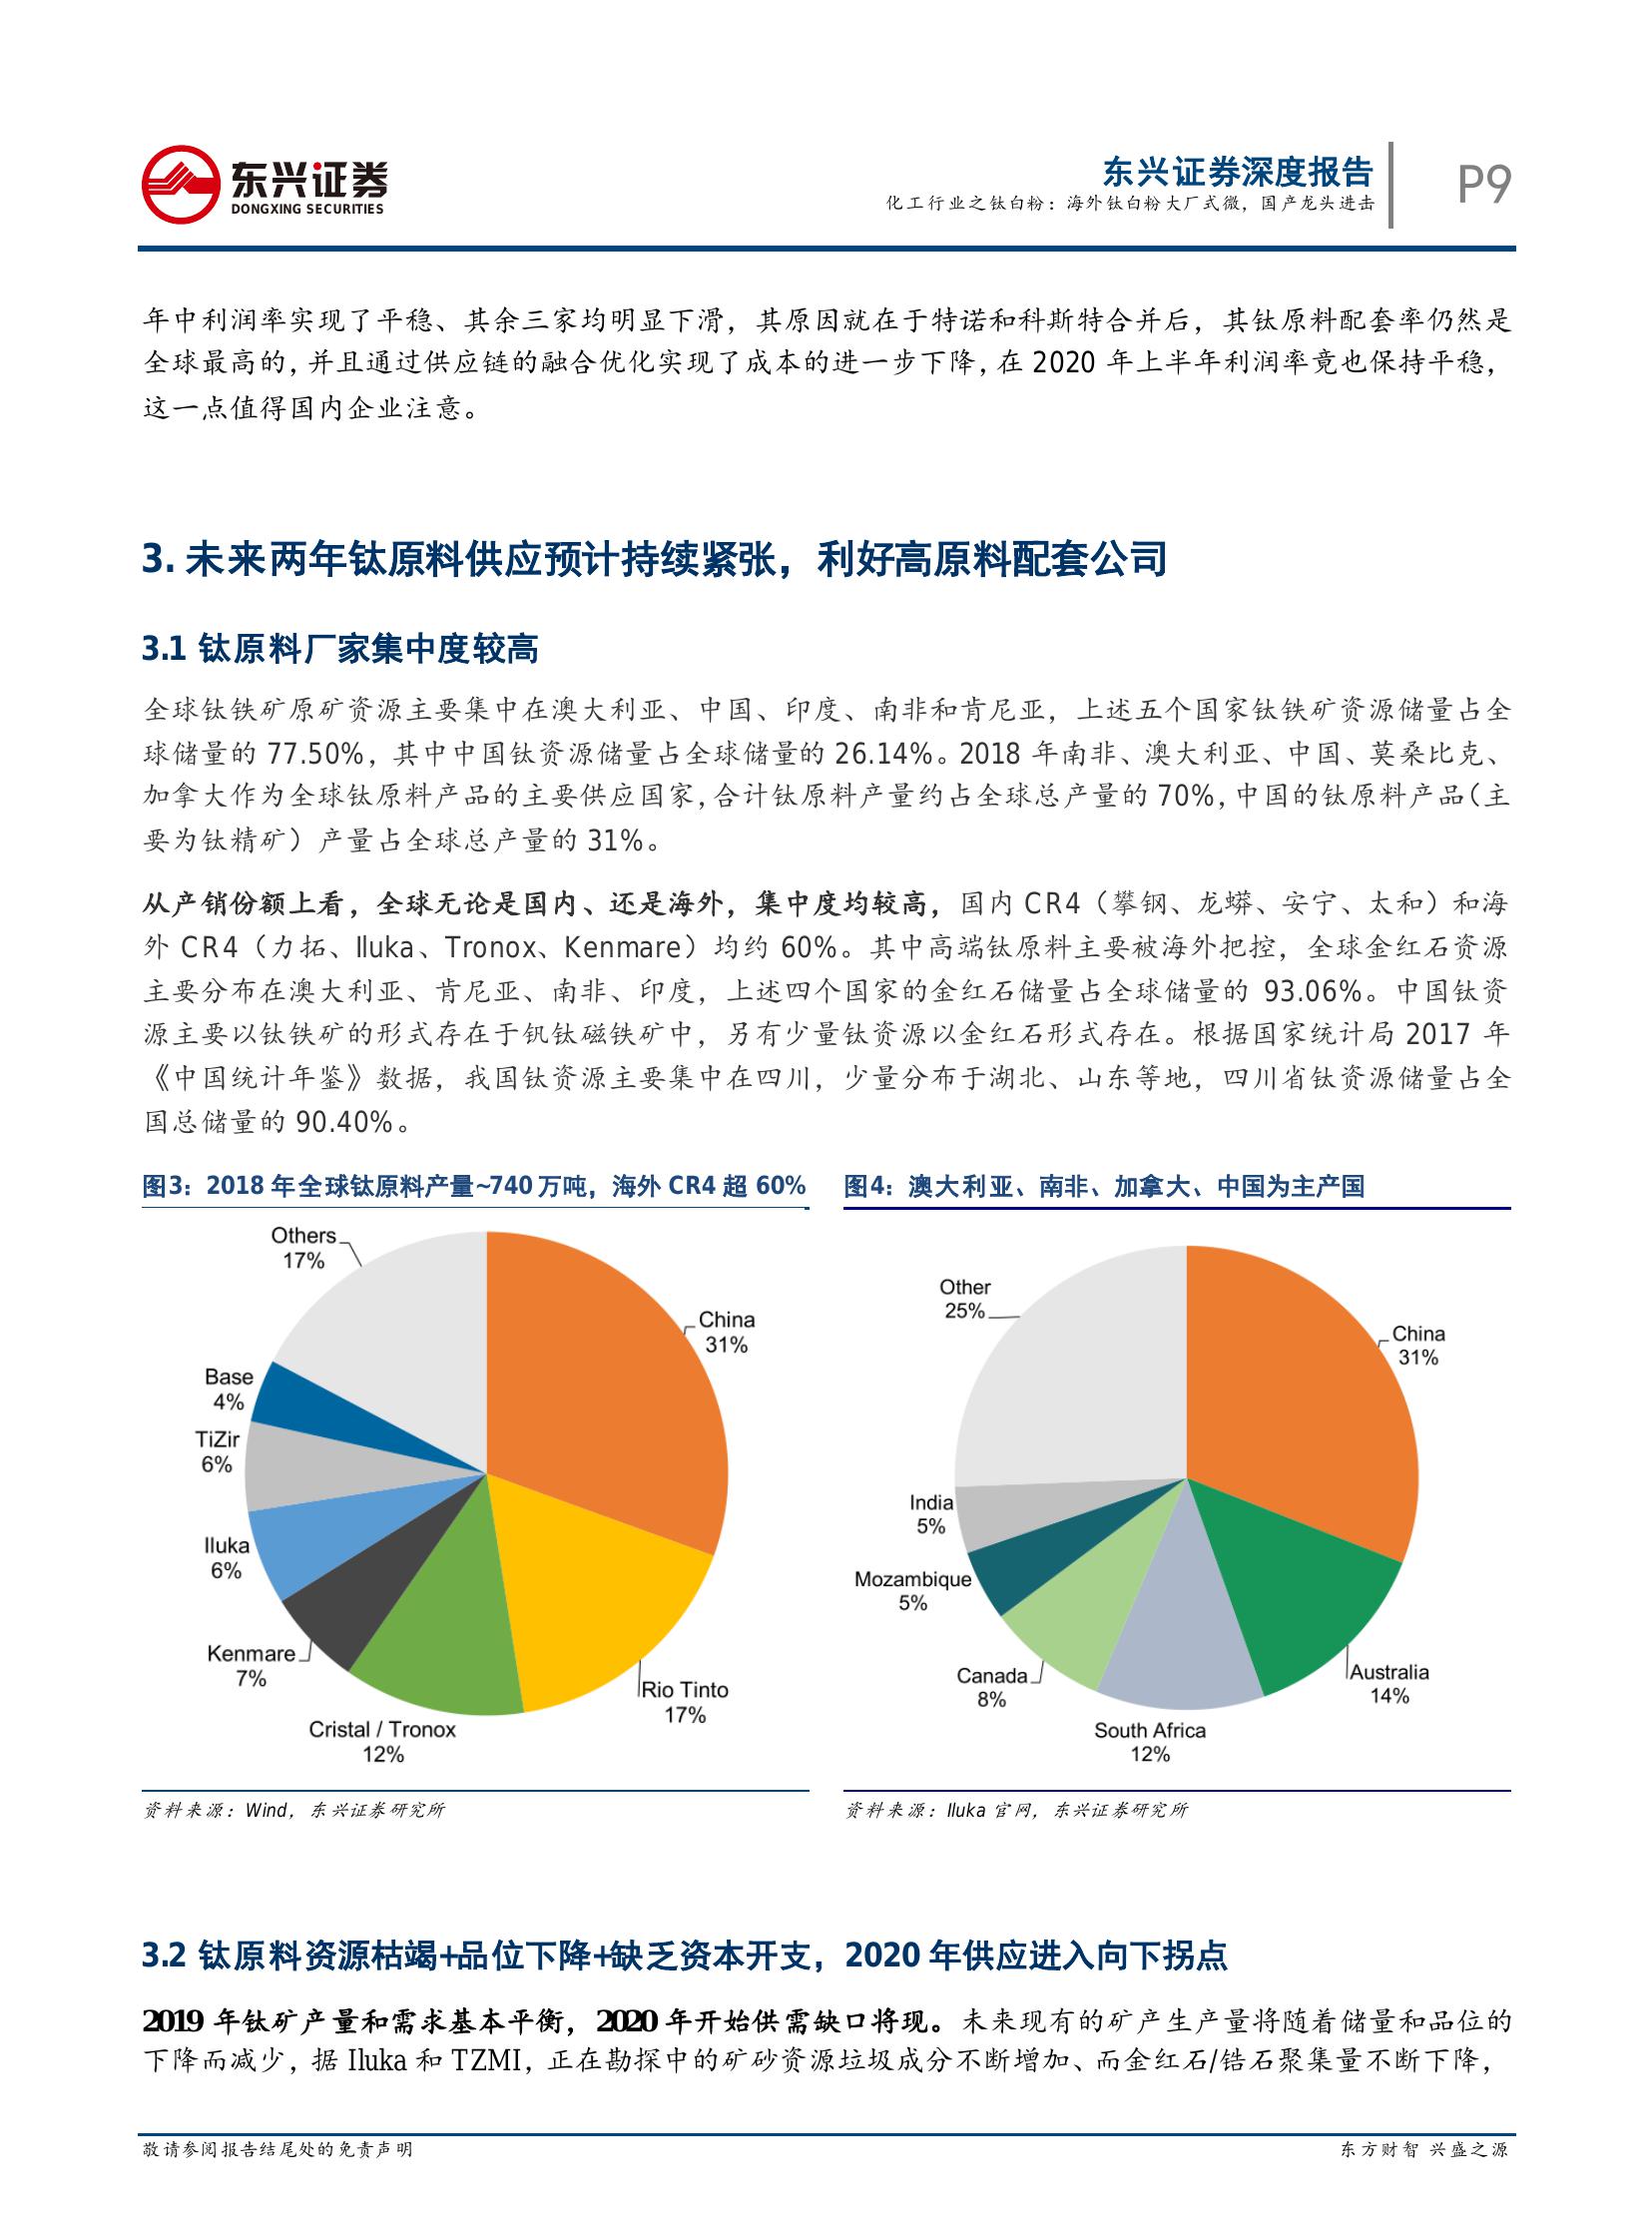 东兴证券
DONGXING SECURITIES
东兴证券深度报告
化工行业之钛白粉：海外钛白粉大厂式微，国产龙头进击
P9
年中利润率实现了平稳、其余三家均明显下滑，其原因就在于特诺和科斯特合并后，其钛原料配套率仍然是
全球最高的，并且通过供应链的融合优化实现了成本的进一步下降，在 2020 年上半年利润率竟也保持平稳，
这一点值得国内企业注意。
3. 未来两年钛原料供应预计持续紧张，利好高原料配套公司
3.1 钛原料厂家集中度较高
全球钛铁矿原矿资源主要集中在澳大利亚、中国、印度、南非和肯尼亚，上述五个国家钛铁矿资源储量占全
球储量的 77.50%，其中中国钛资源储量占全球储量的 26.14%。2018 年南非、澳大利亚、中国、莫桑比克、
加拿大作为全球钛原料产品的主要供应国家，合计钛原料产量约占全球总产量的 70%，中国的钛原料产品（主
要为钛精矿）产量占全球总产量的 31%。
从产销份额上看，全球无论是国内、还是海外，集中度均较高，国内 CR4（攀钢、龙蟒、安宁、太和）和海
外 CR4（力拓、Iluka、Tronox、Kenmare）均约 60%。其中高端钛原料主要被海外把控，全球金红石资源
主要分布在澳大利亚、肯尼亚、南非、印度，上述四个国家的金红石储量占全球储量的 93.06%。中国钛资
源主要以钛铁矿的形式存在于钒钛磁铁矿中，另有少量钛资源以金红石形式存在。根据国家统计局 2017 年
《中国统计年鉴》数据，我国钛资源主要集中在四川，少量分布于湖北、山东等地，四川省钛资源储量占全
国总储量的 90.40%。
图3：2018 年全球钛原料产量~740 万吨，海外 CR4 超 60%
Others
17%
China
31%
Base
4%
TiZir
6%
Iluka
6%
Kenmare
7%
Rio Tinto
17%
Cristal / Tronox
12%
资料来源：Wind，东兴证券研究所
图4：澳大利亚、南非、加拿大、中国为主产国
Other
25%
China
31%
India
5%
Mozambique
5%
Canada
8%
Australia
14%
South Africa
12%
资料来源：Iluka 官网，东兴证券研究所
3.2 钛原料资源枯竭+品位下降+缺乏资本开支，2020 年供应进入向下拐点
2019 年钛矿产量和需求基本平衡，2020 年开始供需缺口将现。未来现有的矿产生产量将随着储量和品位的
下降而减少，据 Iluka 和 TZMI，正在勘探中的矿砂资源垃圾成分不断增加、而金红石/锆石聚集量不断下降，
敬请参阅报告结尾处的免责声明
东方财智 兴盛之源